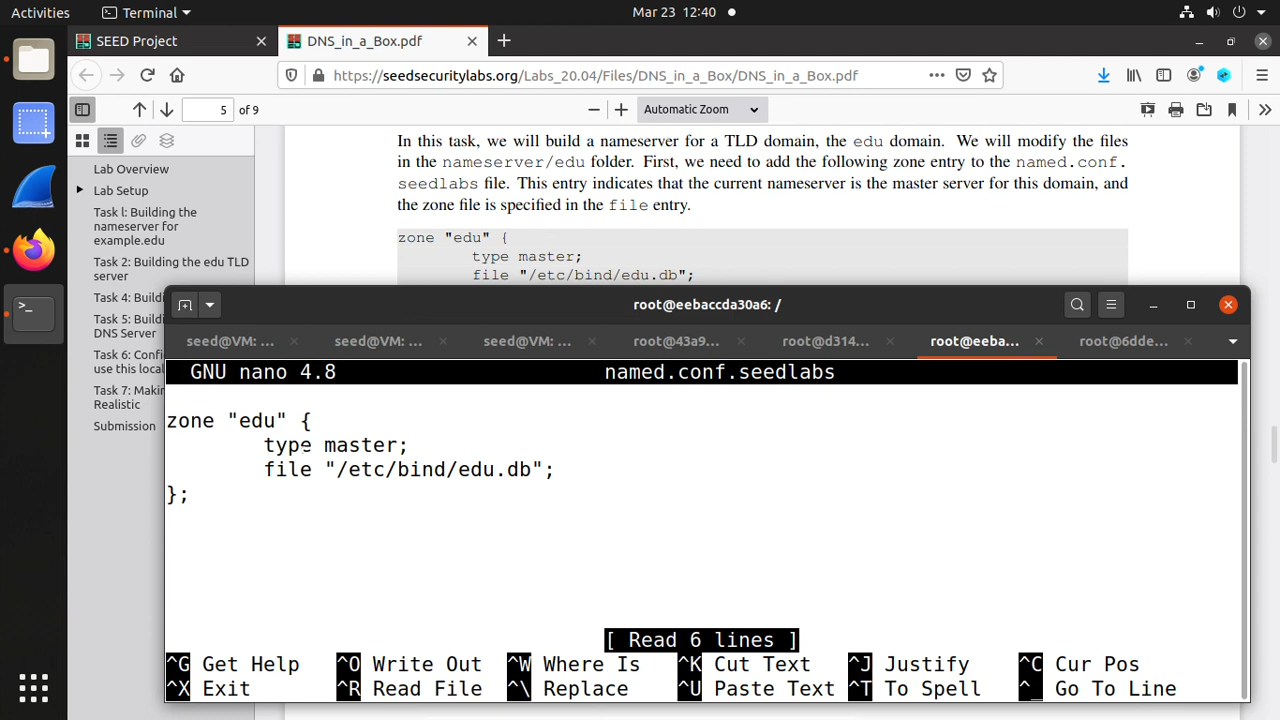 Activities
Terminal
Mar 23 12:40
SEED Project
DNS_in_a_Box.pdf
https://seedsecuritylabs.org/Labs_20.04/Files/DNS_in_a_Box/DNS_in_a_Box.pdf
5 of 9
Automatic Zoom
Lab Overview
Lab Setup
Task l: Building the
nameserver for
example.edu
Task 2: Building the edu TLD
server
Task 4: Buildi
Task 5: Buildi
DNS Server
Task 6: Confi
use this local
Task 7: Makin
Realistic
Submission
In this task, we will build a nameserver for a TLD domain, the edu domain. We will modify the files
in the nameserver/edu folder. First, we need to add the following zone entry to the named.conf.
seedlabs file. This entry indicates that the current nameserver is the master server for this domain, and
the zone file is specified in the file entry.
zone "edu" {
type master;
file "/etc/bind/edu.db";
root@eebaccda30a6: /
seed@VM: ...
seed@VM: ...
seed@VM: ...
root@43a9...
root@d314...
root@eeba...
root@6dde...
GNU nano 4.8 named.conf.seedlabs
zone "edu" {
type master;
file "/etc/bind/edu.db";
};
[ Read 6 lines ]
^G Get Help ^O Write Out ^W Where Is ^K Cut Text ^J Justify ^C Cur Pos
^X Exit ^R Read File ^\ Replace ^U Paste Text ^T To Spell ^_ Go To Line